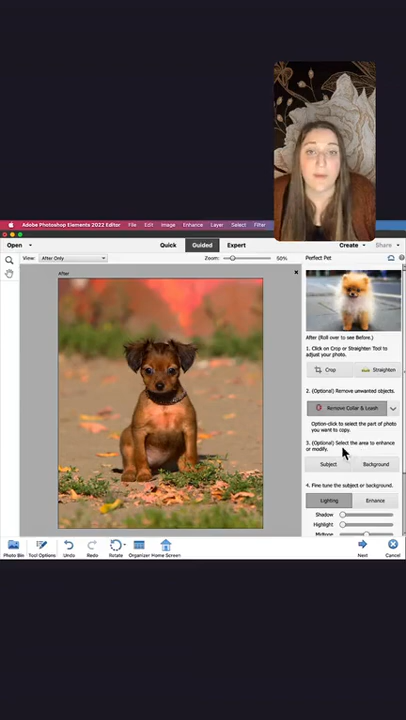 Adobe Photoshop Elements 2022 Editor File Edit Image Enhance Layer Select Filter
Open Quick Guided Expert Create Share
View: After Only Zoom: 50% Perfect Pet
After
After (Roll over to see Before.)
1. Click on Crop or Straighten Tool to
adjust your photo.
Crop Straighten
2. (Optional) Remove unwanted objects.
Remove Collar & Leash
Option-click to select the part of photo
you want to copy.
3. (Optional) Select the area to enhance
or modify.
Subject Background
4. Fine tune the subject or background.
Lighting Enhance
Shadow
Highlight
Midtone
Photo Bin Tool Options Undo Redo Rotate Organizer Home Screen Next Cancel